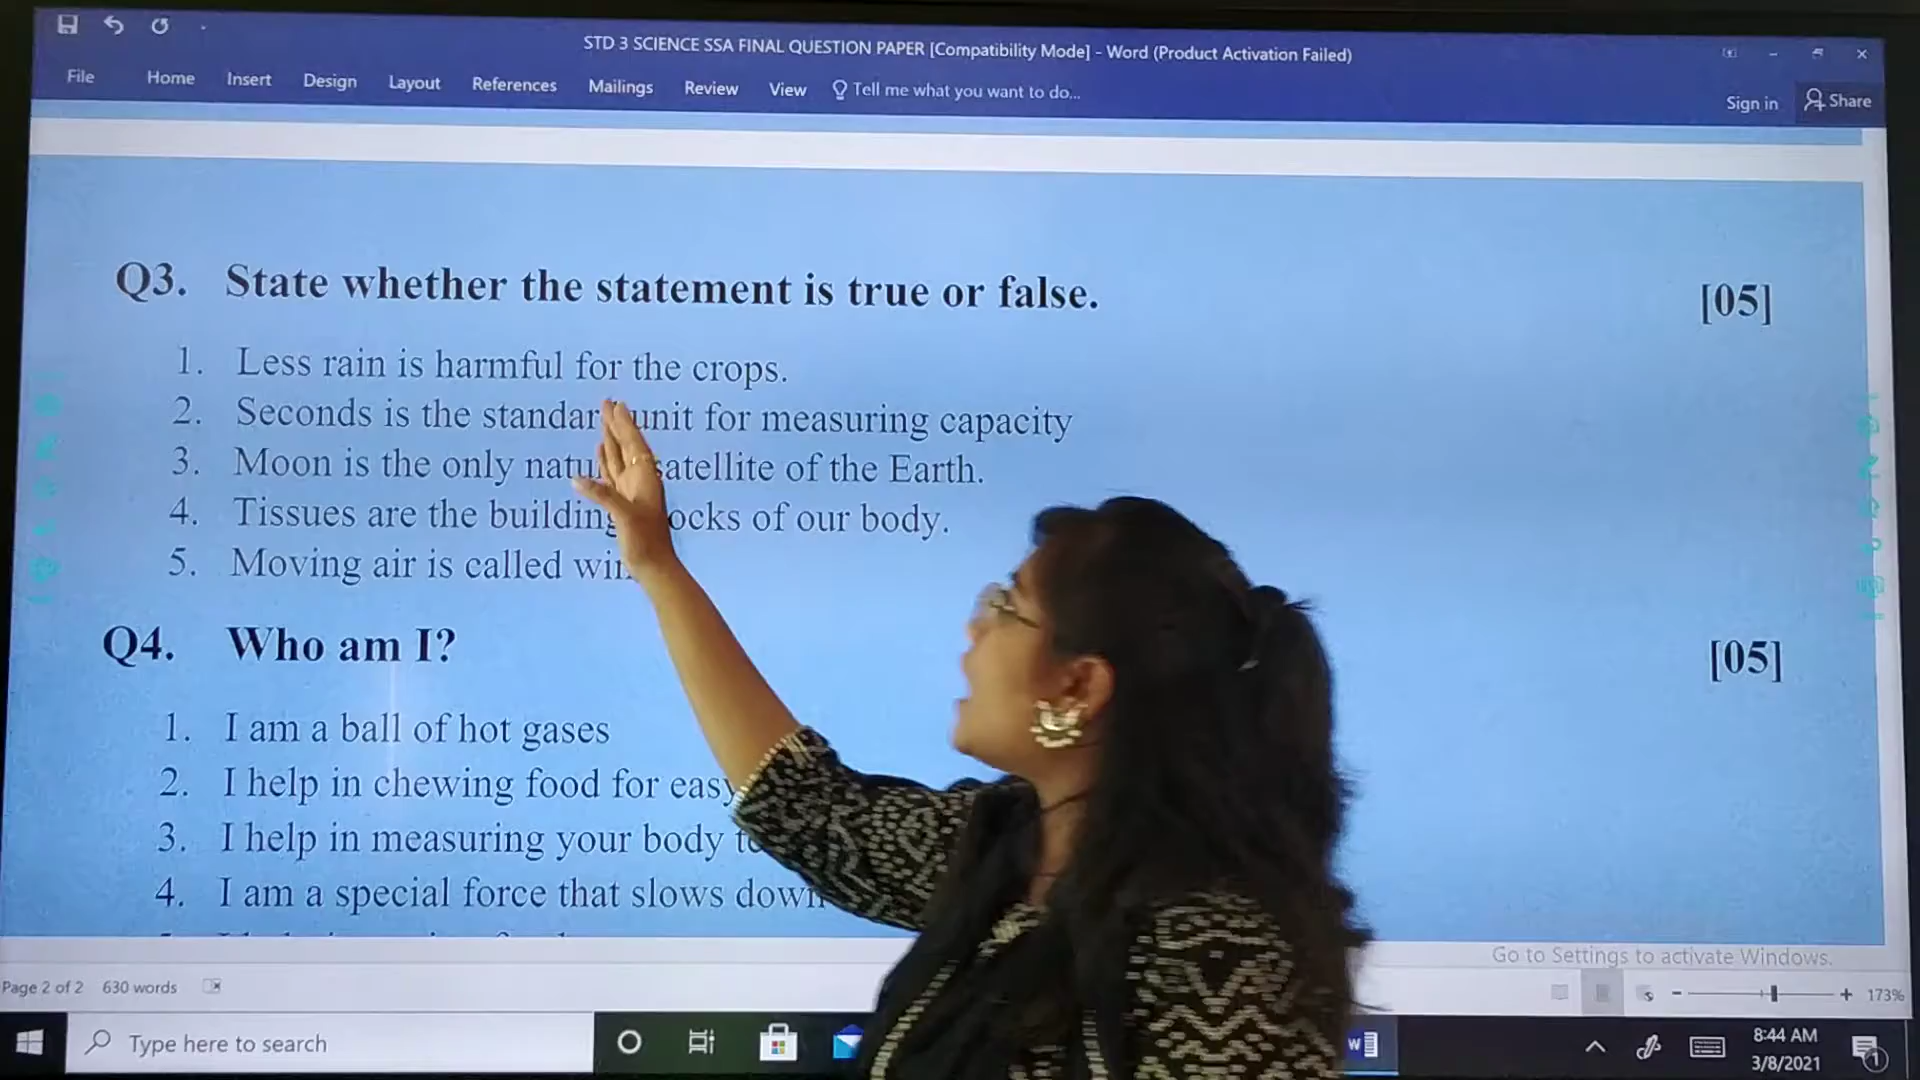 STD 3 SCIENCE SSA FINAL QUESTION PAPER [Compatibility Mode] - Word (Product Activation Failed)
File Home Insert Design Layout References Mailings Review View Tell me what you want to do... Sign in Share
Q3. State whether the statement is true or false. [05]
1. Less rain is harmful for the crops.
2. Seconds is the standar unit for measuring capacity
3. Moon is the only satellite of the Earth.
4. Tissues are the building of our body.
5. Moving air is called
Q4. Who am I? [05]
1. I am a ball of hot gases
2. I help in chewing food for easy
3. I help in measuring your body
4. I am a special force that slows down
Go to Settings to activate Windows.
Page 2 of 2 630 words 173%
Type here to search
8:44 AM
3/8/2021